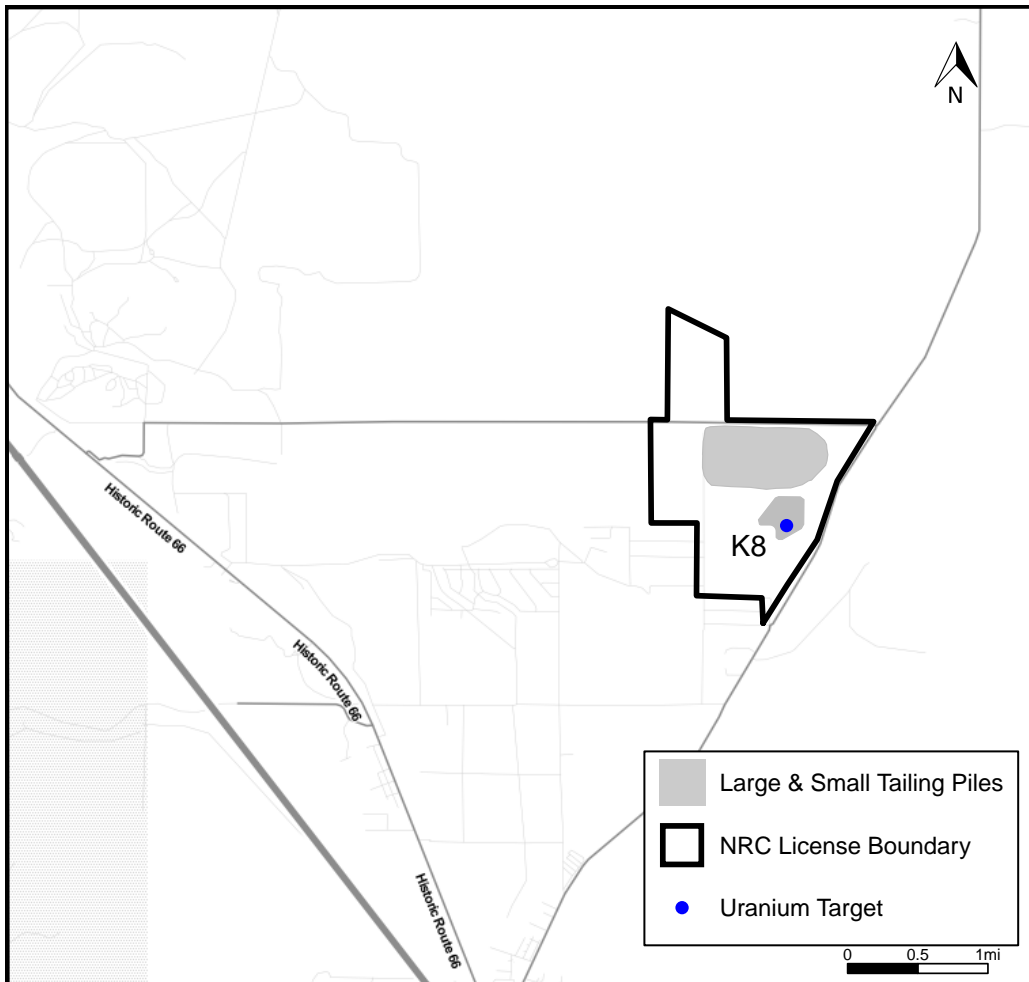 N
Historic Route 66
K8
Historic Route 66
Large & Small Tailing Piles
NRC License Boundary
Historic Route 66
Uranium Target
0 0.5 1mi